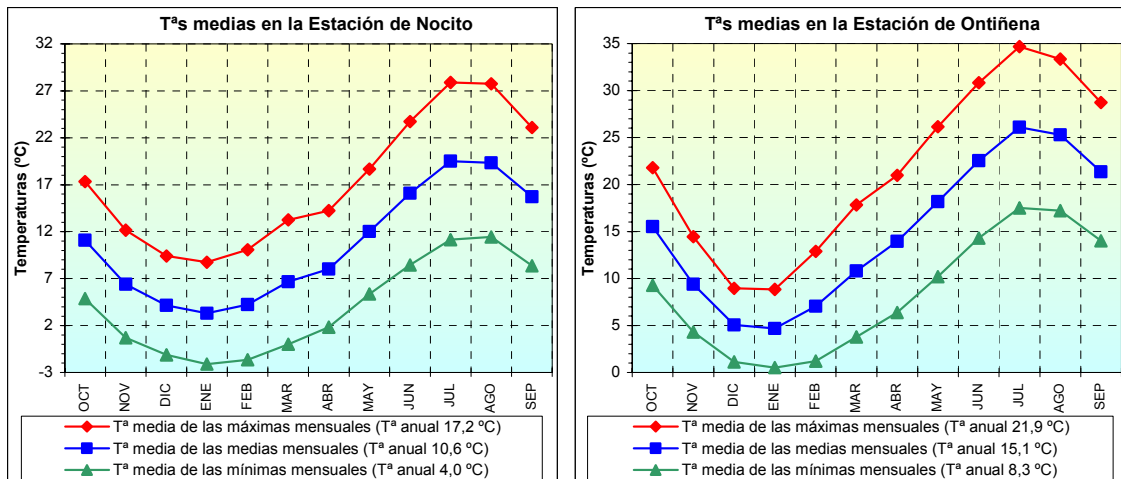 Tªs medias en la Estación de Nocito
Temperaturas (ºC)
32
27
22
17
12
7
2
-3
OCT NOV DIC ENE FEB MAR ABR MAY JUN JUL AGO SEP
Tª media de las máximas mensuales (Tª anual 17,2 ºC)
Tª media de las medias mensuales (Tª anual 10,6 ºC)
Tª media de las mínimas mensuales (Tª anual 4,0 ºC)
Tªs medias en la Estación de Ontiñena
Temperaturas (ºC)
35
30
25
20
15
10
5
0
OCT NOV DIC ENE FEB MAR ABR MAY JUN JUL AGO SEP
Tª media de las máximas mensuales (Tª anual 21,9 ºC)
Tª media de las medias mensuales (Tª anual 15,1 ºC)
Tª media de las mínimas mensuales (Tª anual 8,3 ºC)